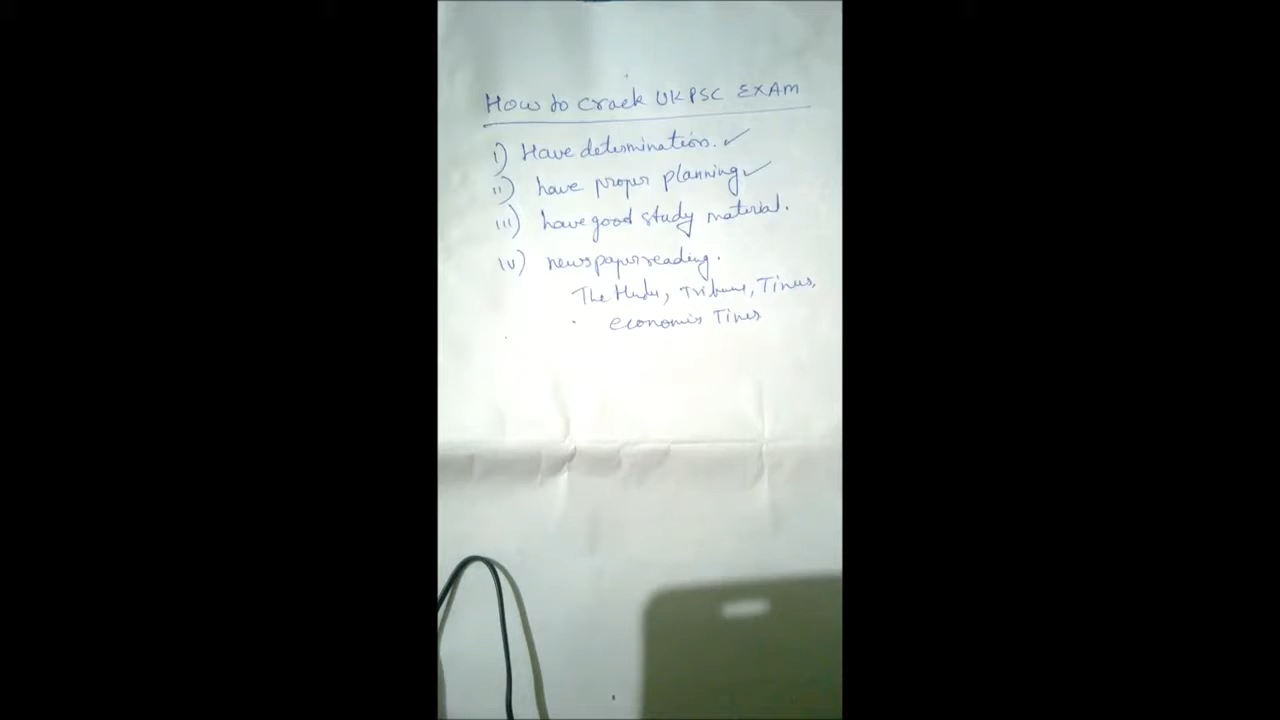 How to crack UKPSC EXAM
I) Have determination. ✓
II) have proper planning ✓
III) have good study material.
IV) newspaper reading.
The Hindu, Tribune, Times,
economis Times